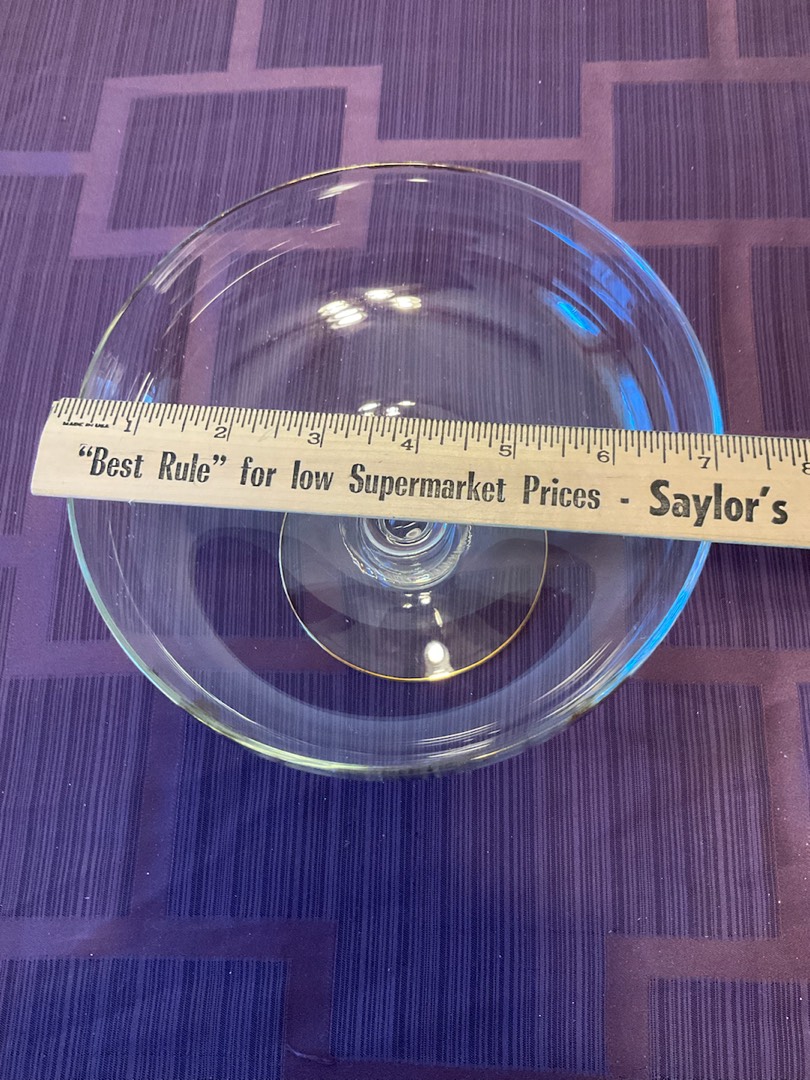 1 2 3 4 5 6 7 8
MADE IN USA
“Best Rule” for low Supermarket Prices - Saylor's